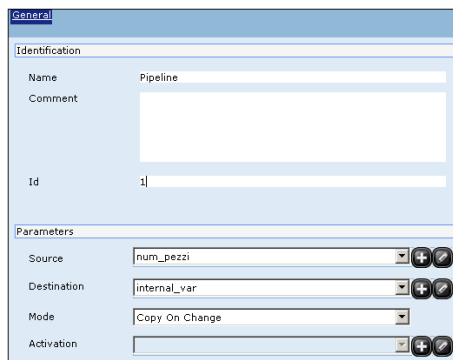 General
Identification
Name Pipeline
Comment
Id 1
Parameters
Source num_pezzi
Destination internal_var
Mode Copy On Change
Activation